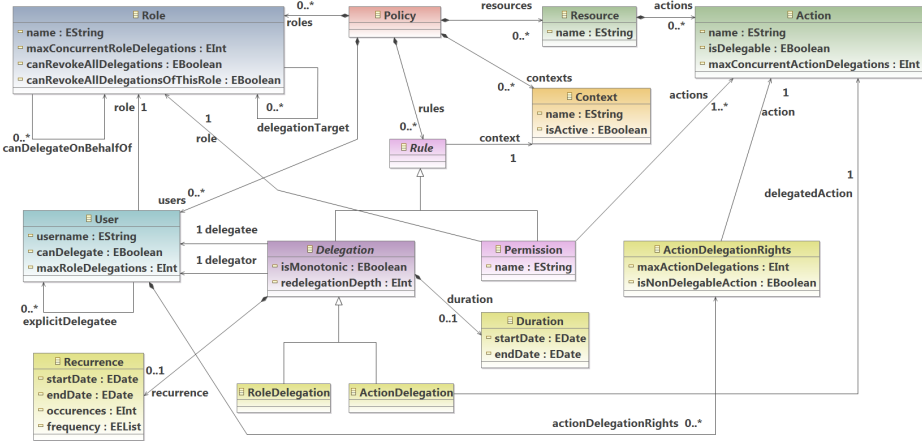 Role
name : EString
maxConcurrentRoleDelegations : EInt
canRevokeAllDelegations : EBoolean
canRevokeAllDelegationsOfThisRole : EBoolean
0..*
roles
Policy
resources
0..*
Resource
name : EString
actions
0..*
Action
name : EString
isDelegable : EBoolean
maxConcurrentActionDelegations : EInt
0..*
canDelegateOnBehalfOf
role
1
0..*
delegationTarget
1
role
rules
0..*
contexts
0..*
Context
name : EString
isActive : EBoolean
context
1
Rule
actions
1..*
1
action
1
delegatedAction
users
0..*
User
username : EString
canDelegate : EBoolean
maxRoleDelegations : EInt
1 delegatee
1 delegator
0..*
explicitDelegatee
Delegation
isMonotonic : EBoolean
redelegationDepth : EInt
Permission
name : EString
ActionDelegationRights
maxActionDelegations : EInt
isNonDelegableAction : EBoolean
duration
0..1
Duration
startDate : EDate
endDate : EDate
Recurrence
startDate : EDate
endDate : EDate
occurences : EInt
frequency : EEList
0..1
recurrence
RoleDelegation
ActionDelegation
actionDelegationRights 0..*